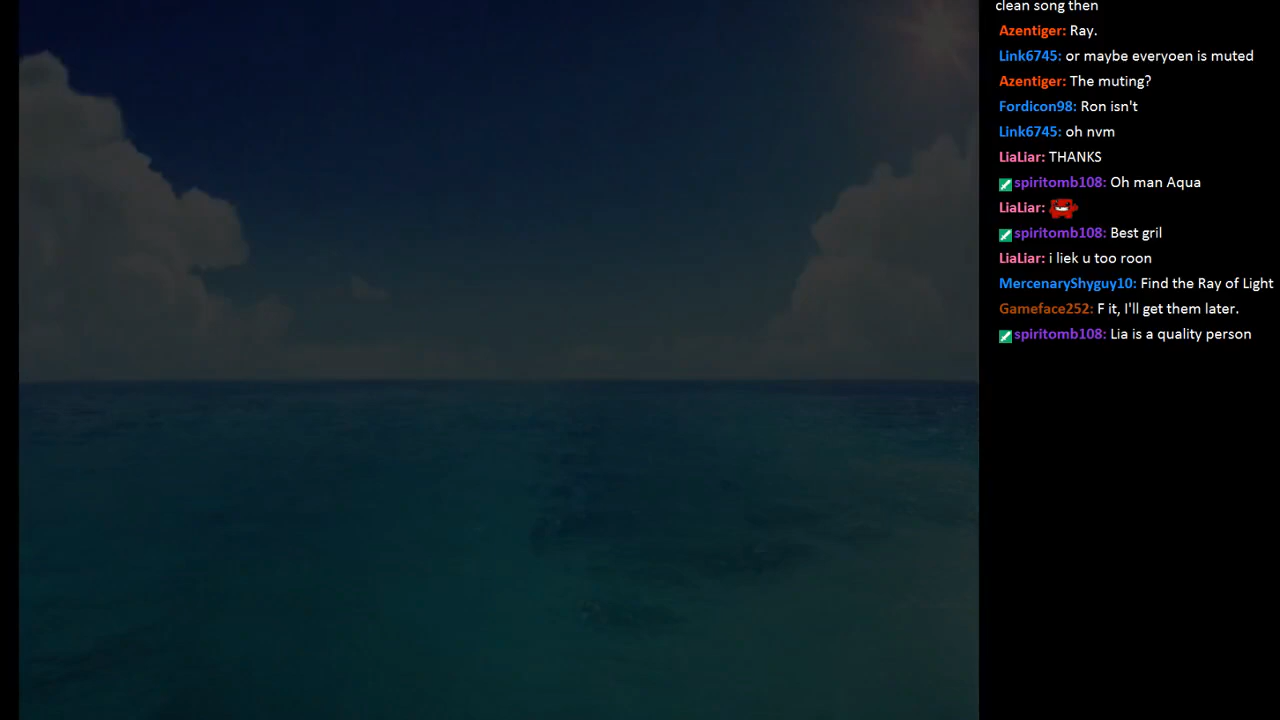 clean song then
Azentiger: Ray.
Link6745: or maybe everyoen is muted
Azentiger: The muting?
Fordicon98: Ron isn't
Link6745: oh nvm
LiaLiar: THANKS
spiritomb108: Oh man Aqua
LiaLiar:
spiritomb108: Best gril
LiaLiar: i liek u too roon
MercenaryShyguy10: Find the Ray of Light
Gameface252: F it, I'll get them later.
spiritomb108: Lia is a quality person